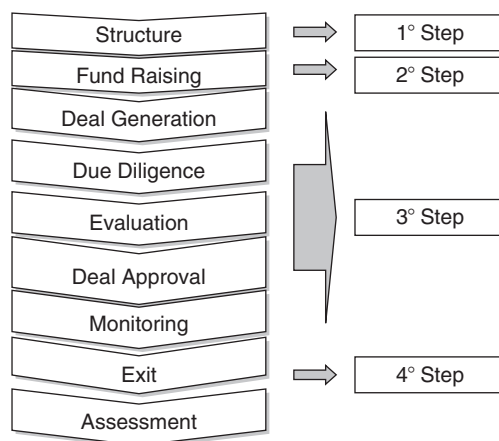 Structure
1° Step
Fund Raising
2° Step
Deal Generation
Due Diligence
Evaluation
3° Step
Deal Approval
Monitoring
Exit
4° Step
Assessment